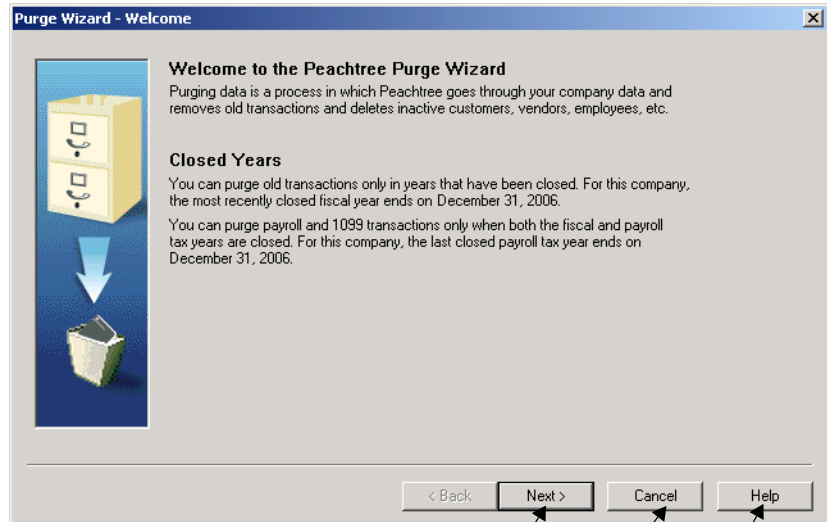 Purge Wizard - Welcome
Welcome to the Peachtree Purge Wizard
Purging data is a process in which Peachtree goes through your company data and
removes old transactions and deletes inactive customers, vendors, employees, etc.
Closed Years
You can purge old transactions only in years that have been closed. For this company,
the most recently closed fiscal year ends on December 31, 2006.
You can purge payroll and 1099 transactions only when both the fiscal and payroll
tax years are closed. For this company, the last closed payroll tax year ends on
December 31, 2006.
< Back Next > Cancel Help